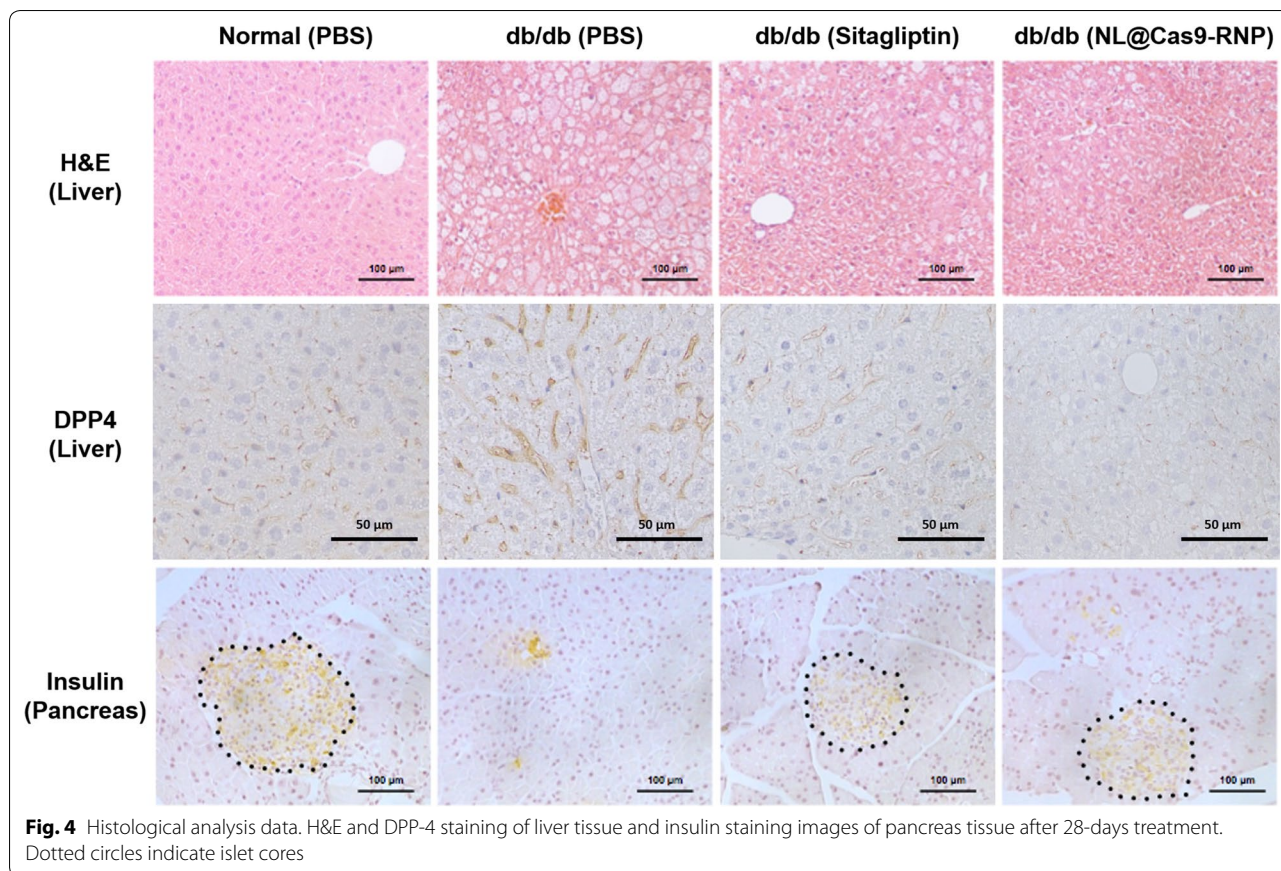 Normal (PBS) db/db (PBS) db/db (Sitagliptin) db/db (NL@Cas9-RNP)
H&E
(Liver)
100 µm 100 µm 100 µm 100 µm
DPP4
(Liver)
50 µm 50 µm 50 µm 50 µm
Insulin
(Pancreas)
100 µm 100 µm 100 µm 100 µm
Fig. 4 Histological analysis data. H&E and DPP-4 staining of liver tissue and insulin staining images of pancreas tissue after 28-days treatment.
Dotted circles indicate islet cores